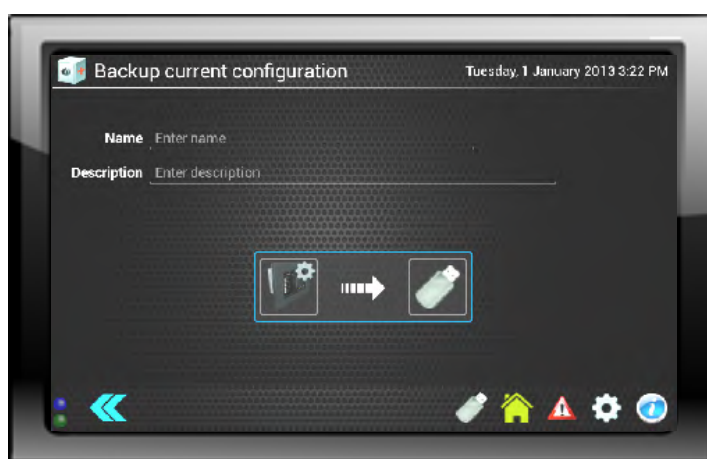 Backup current configuration
Tuesday, 1 January 2013 3:22 PM
Name Enter name
Description Enter description